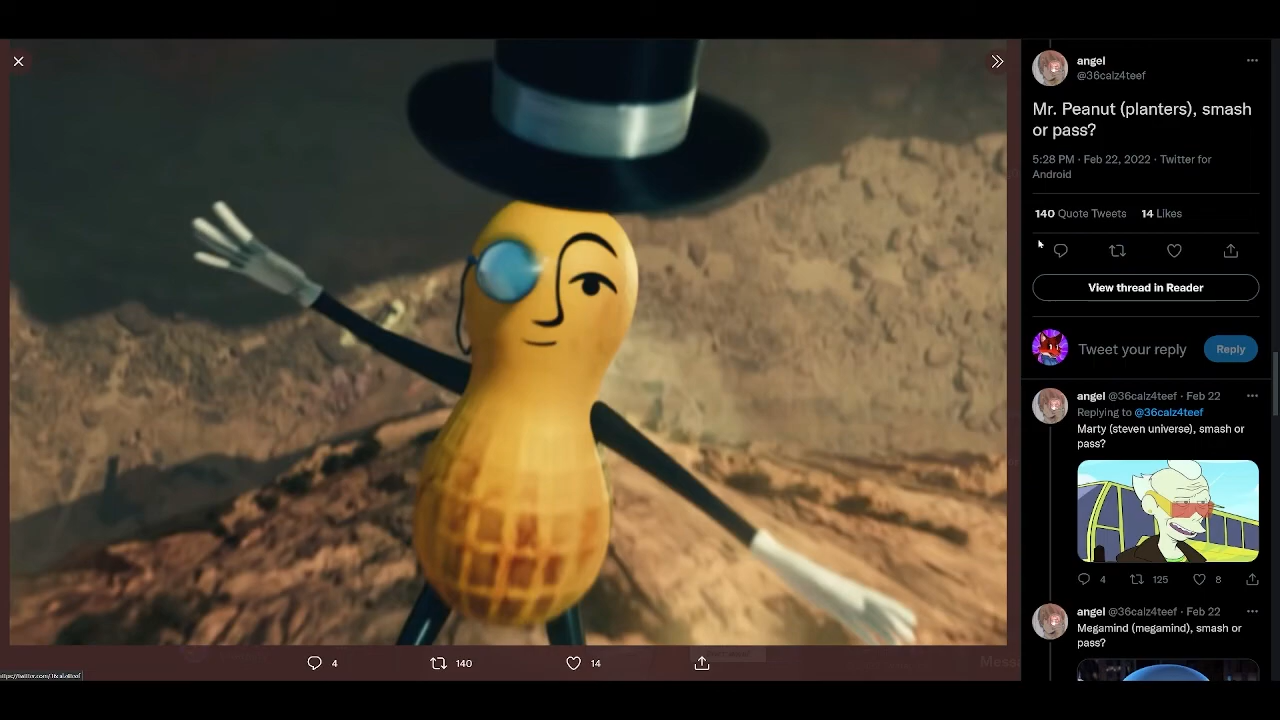 angel
@36calz4teef
Mr. Peanut (planters), smash
or pass?
5:28 PM · Feb 22, 2022 · Twitter for
Android
140 Quote Tweets 14 Likes
View thread in Reader
Tweet your reply
Reply
angel @36calz4teef · Feb 22
Replying to @36calz4teef
Marty (steven universe), smash or
pass?
4 125 8
angel @36calz4teef · Feb 22
Megamind (megamind), smash or
pass?
4 140 14